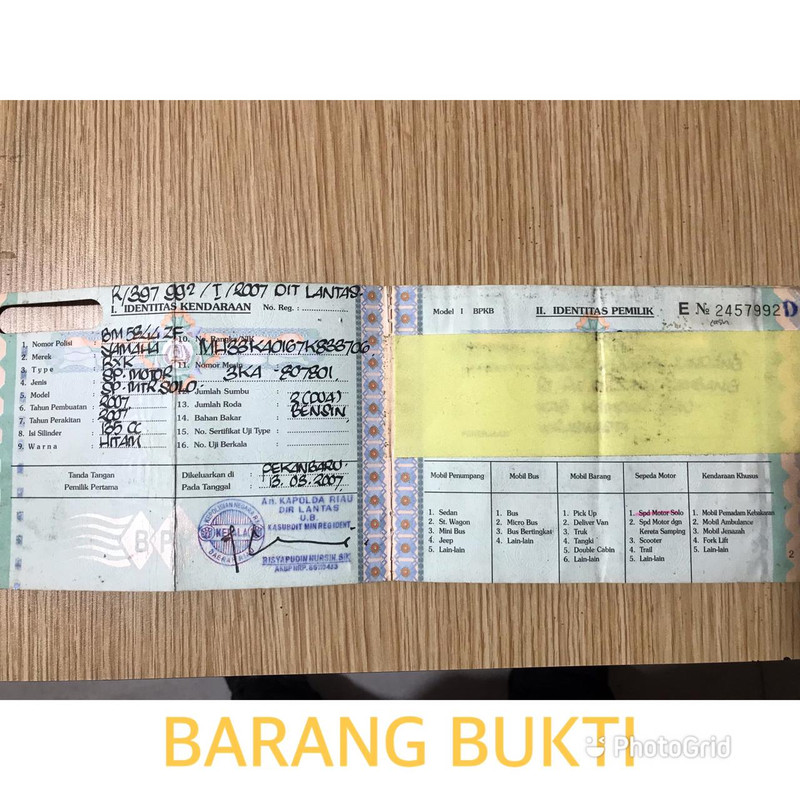 R/397 992 / I / 2007 DIT LANTAS.
I. IDENTITAS KENDARAAN No. Reg. :
1. Nomor Polisi : BM 5844 ZE
2. Merek : YAMAHA
3. Type : RXK
4. Jenis : SP. MOTOR
5. Model : SP. MTR SOLO.
6. Tahun Pembuatan : 2007
7. Tahun Perakitan : 2007.
8. Isi Silinder : 135 CC
9. Warna : HITAM
10. No. Rangka/NIK MH33KA0167K888706
11. Nomor Mesin 3KA - 807801
12. Jumlah Sumbu :
13. Jumlah Roda : 2 (DUA)
14. Bahan Bakar : BENSIN
15. No. Sertifikat Uji Type :
16. No. Uji Berkala :
Tanda Tangan
Pemilik Pertama
Dikeluarkan di : PEKANBARU.
Pada Tanggal : 13. 03. 2007
An. KAPOLDA RIAU
DIR LANTAS
U.B.
KASUBDIT MIN REGIDENT
Model I BPKB II. IDENTITAS PEMILIK E № 2457992 D
Mobil Penumpang
1. Sedan
2. St. Wagon
3. Mini Bus
4. Jeep
5. Lain-lain
Mobil Bus
1. Bus
2. Micro Bus
3. Bus Bertingkat
4. Lain-lain
Mobil Barang
1. Pick Up
2. Deliver Van
3. Truk
4. Tangki
5. Double Cabin
6. Lain-lain
Sepeda Motor
1. Spd Motor Solo
2. Spd Motor dgn
Kereta Samping
3. Scooter
4. Trail
5. Lain-lain
Kendaraan Khusus
1. Mobil Pemadam Kebakaran
2. Mobil Ambulance
3. Mobil Jenazah
4. Fork Lift
5. Lain-lain
2
BARANG BUKTI
PhotoGrid